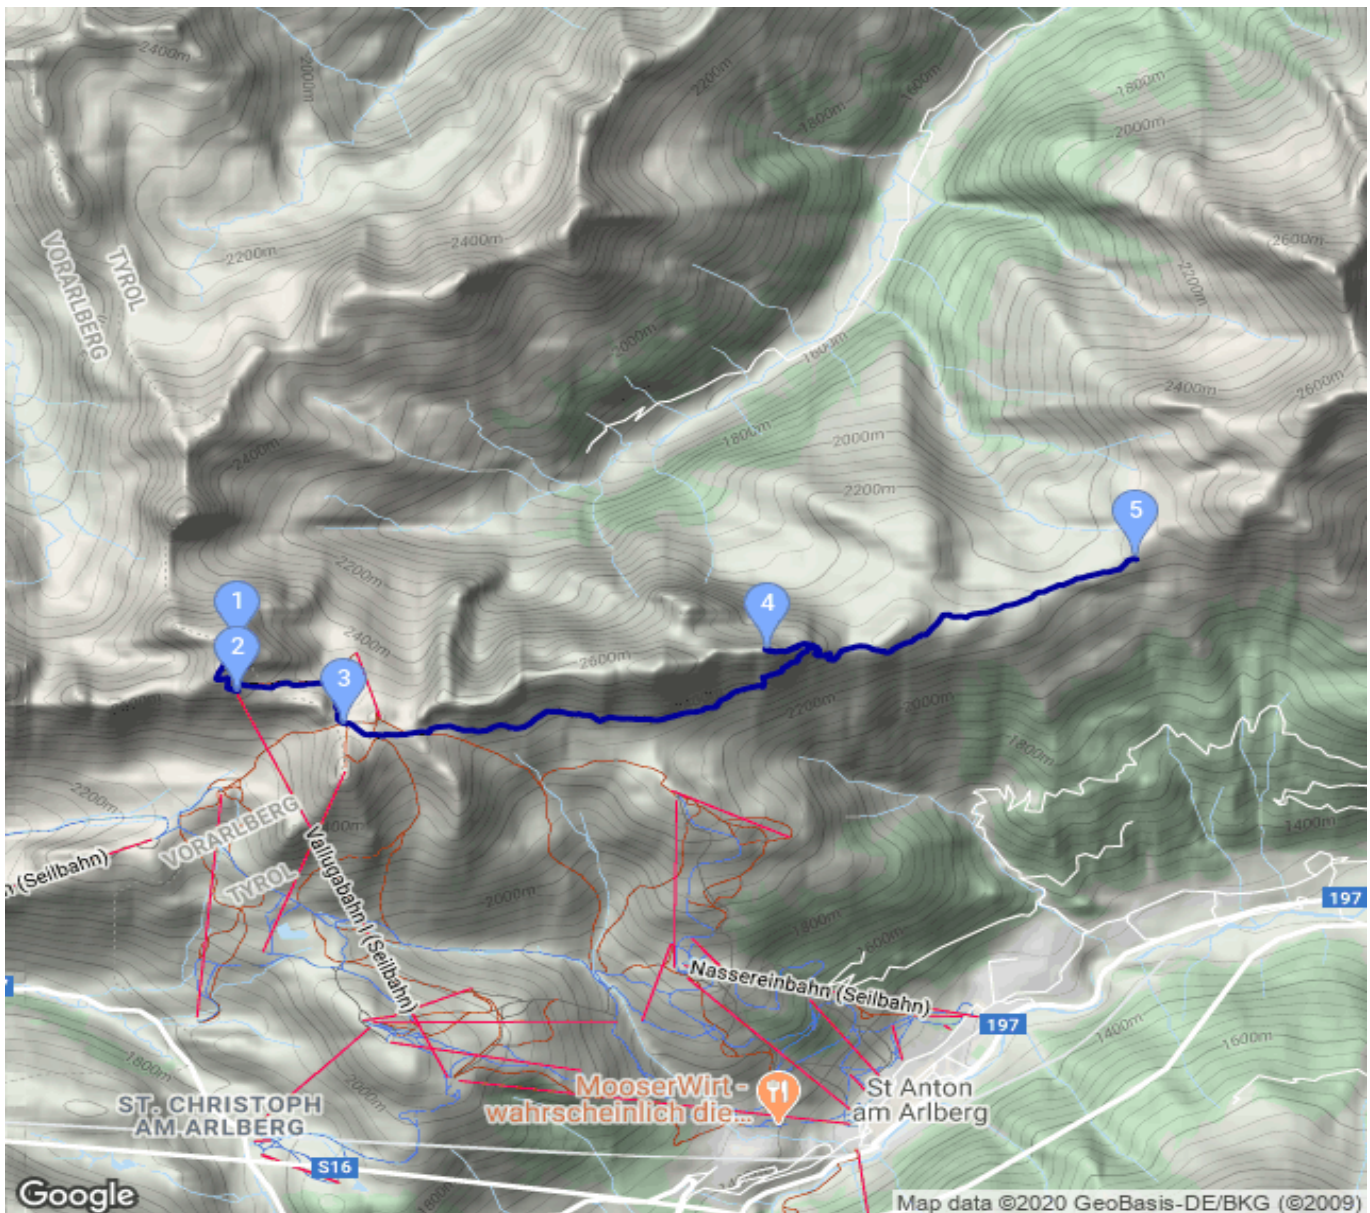 2400m
2000m
2200m
1600m
1800m
1800m
2000m
VORARLBERG
TYROL
2200m
2400m
2600m
2200m
2000m
1600m
2400m
2600m
2400m
1800m
2000m
2200m
5
1
4
2
2200m
2400m
2600m
3
2200m
2000m
1800m
2200m
VORARLBERG
TYROL
1400m
n (Seilbahn)
Vallugabahn I (Seilbahn)
2000m
1800m
1600m
197
Nassereinbahn (Seilbahn)
197
1400m
1600m
1800m
2000m
MooserWirt -
wahrscheinlich die...
St Anton
am Arlberg
ST. CHRISTOPH
AM ARLBERG
S16
1800m
1800m
Google
Map data ©2020 GeoBasis-DE/BKG (©2009)